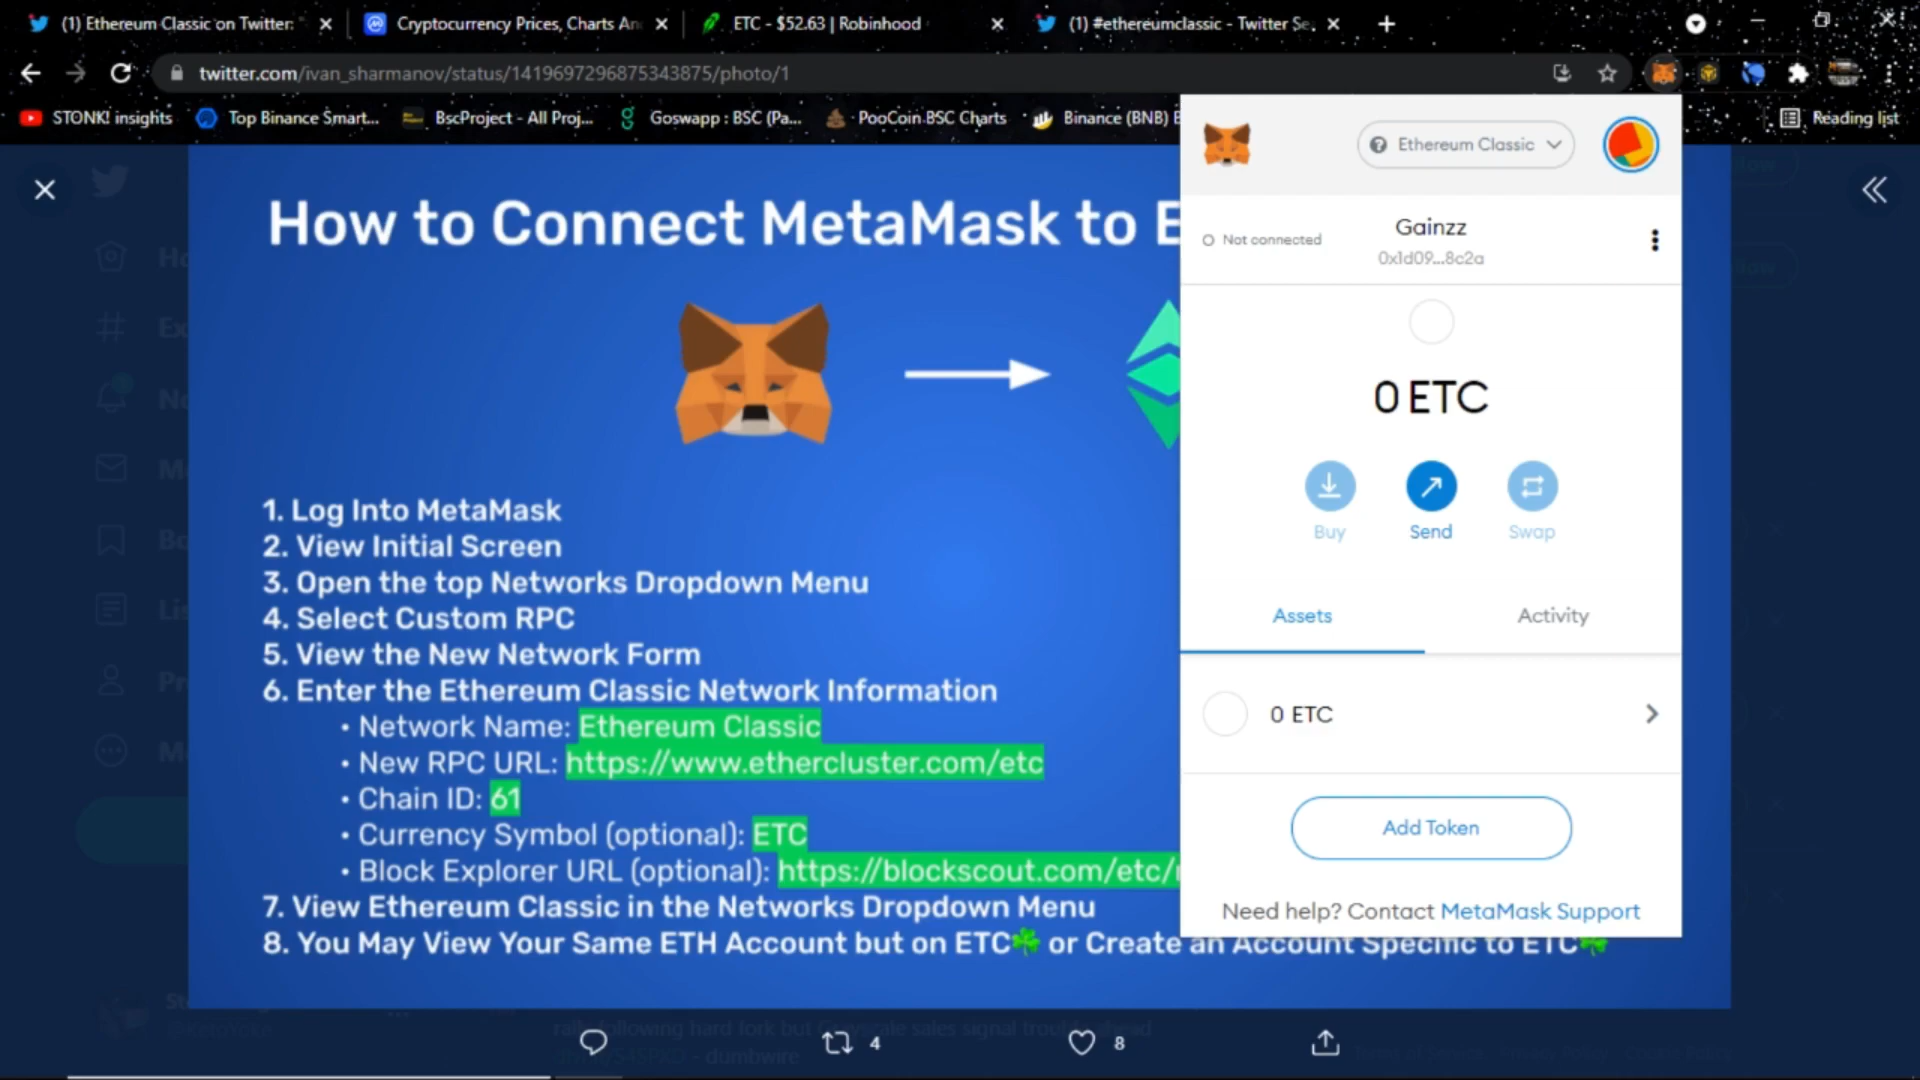 (1) Ethereum Classic on Twitter:
Cryptocurrency Prices, Charts An
ETC - $52.63 | Robinhood
(1) #ethereumclassic - Twitter Se
twitter.com/ivan_sharmanov/status/1419697296875343875/photo/1
STONK! insights
Top Binance Smart...
BscProject - All Proj...
Goswapp : BSC (Pa...
PooCoin BSC Charts
Binance (BNB) E
Reading list
How to Connect MetaMask to E
1. Log Into MetaMask
2. View Initial Screen
3. Open the top Networks Dropdown Menu
4. Select Custom RPC
5. View the New Network Form
6. Enter the Ethereum Classic Network Information
• Network Name: Ethereum Classic
• New RPC URL: https://www.ethercluster.com/etc
• Chain ID: 61
• Currency Symbol (optional): ETC
• Block Explorer URL (optional): https://blockscout.com/etc/
7. View Ethereum Classic in the Networks Dropdown Menu
8. You May View Your Same ETH Account but on ETC☘ or Create an Account Specific to ETC☘
Ethereum Classic
Not connected
Gainzz
0x1d09...8c2a
0 ETC
Buy
Send
Swap
Assets
Activity
0 ETC
Add Token
Need help? Contact MetaMask Support
4
8